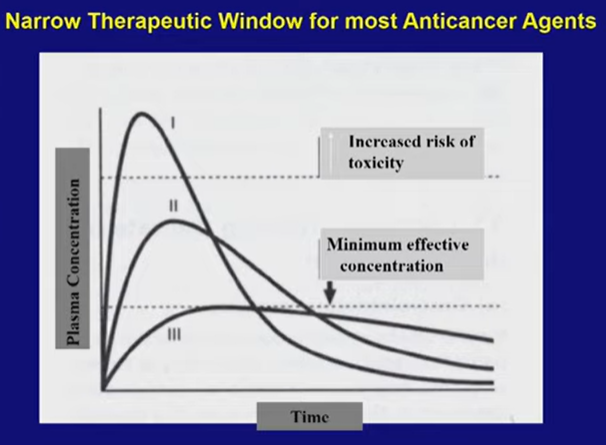 Narrow Therapeutic Window for most Anticancer Agents
I
Increased risk of
toxicity
II
Minimum effective
concentration
III
Plasma Concentration
Time